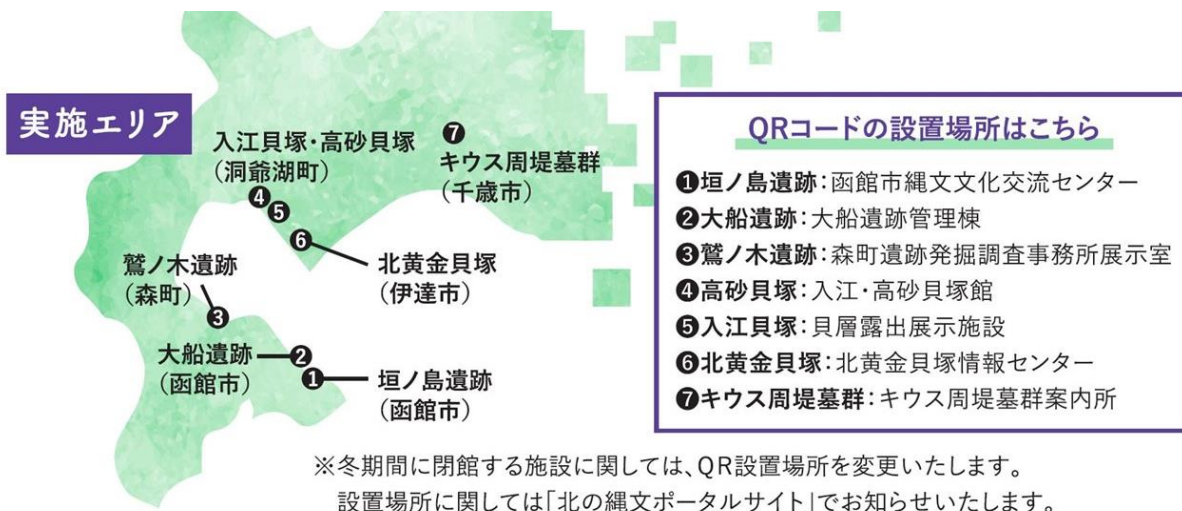 実施エリア
入江貝塚・高砂貝塚
(洞爺湖町)
❼
キウス周堤墓群
(千歳市)
❹
❺
❻
北黄金貝塚
(伊達市)
鷲ノ木遺跡
(森町)
❸
大船遺跡
(函館市)
❷
❶
垣ノ島遺跡
(函館市)
QRコードの設置場所はこちら
❶垣ノ島遺跡:函館市縄文文化交流センター
❷大船遺跡:大船遺跡管理棟
❸鷲ノ木遺跡:森町遺跡発掘調査事務所展示室
❹高砂貝塚:入江・高砂貝塚館
❺入江貝塚:貝層露出展示施設
❻北黄金貝塚:北黄金貝塚情報センター
❼キウス周堤墓群:キウス周堤墓群案内所
※冬期間に閉館する施設に関しては、QR設置場所を変更いたします。
設置場所に関しては「北の縄文ポータルサイト」でお知らせいたします。